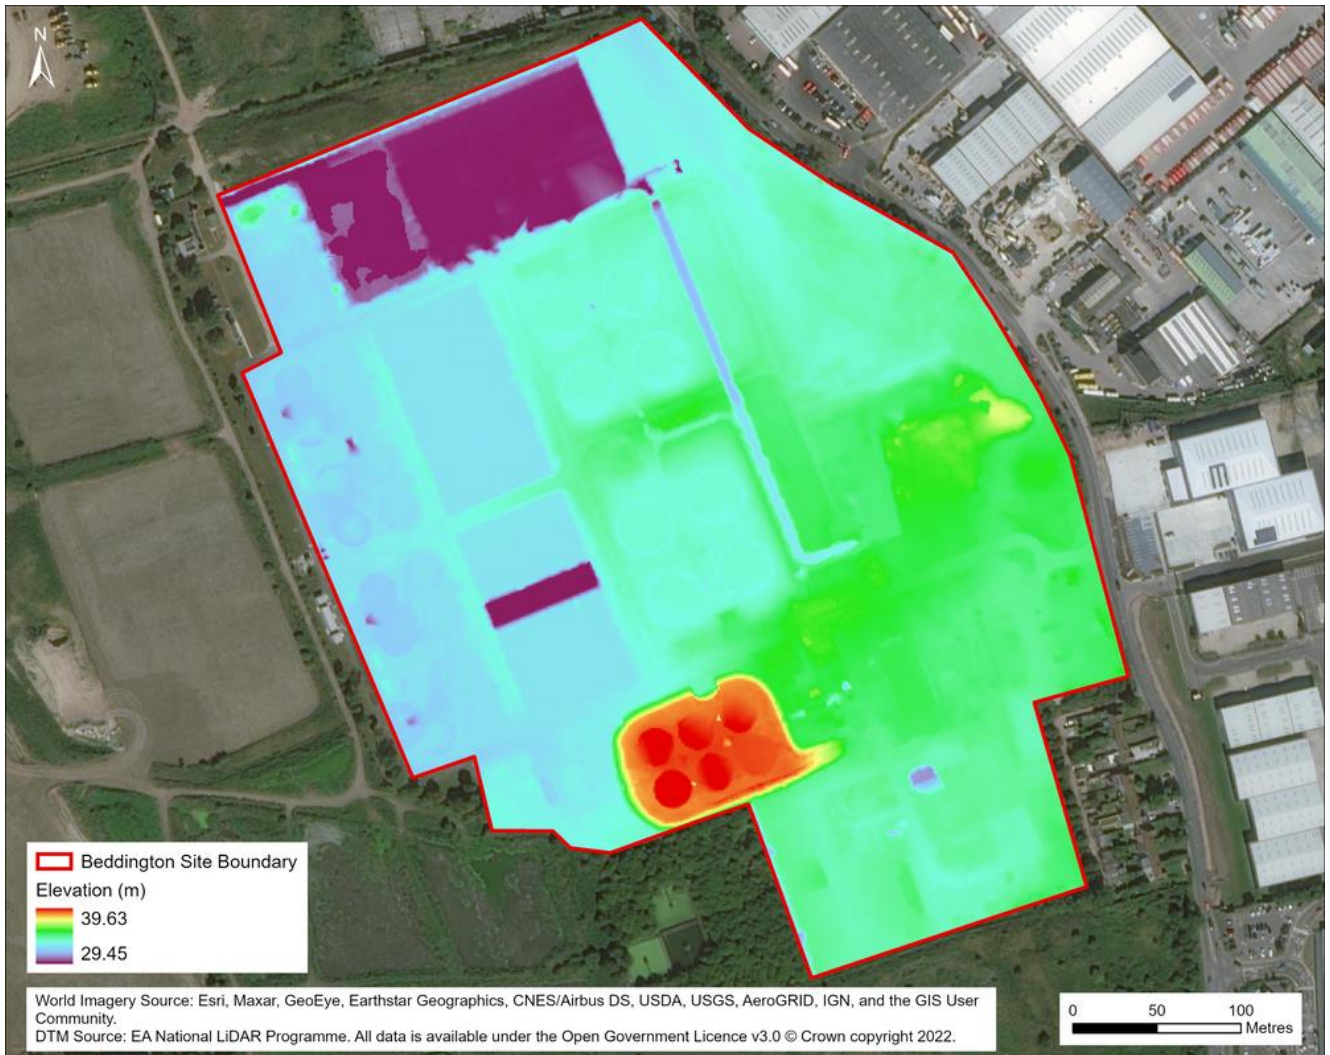 N
Beddington Site Boundary
Elevation (m)
39.63
29.45
World Imagery Source: Esri, Maxar, GeoEye, Earthstar Geographics, CNES/Airbus DS, USDA, USGS, AeroGRID, IGN, and the GIS User
Community.
DTM Source: EA National LiDAR Programme. All data is available under the Open Government Licence v3.0 © Crown copyright 2022.
0 50 100
Metres